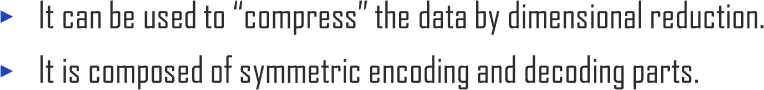 ▶ It can be used to “compress” the data by dimensional reduction.
▶ It is composed of symmetric encoding and decoding parts.